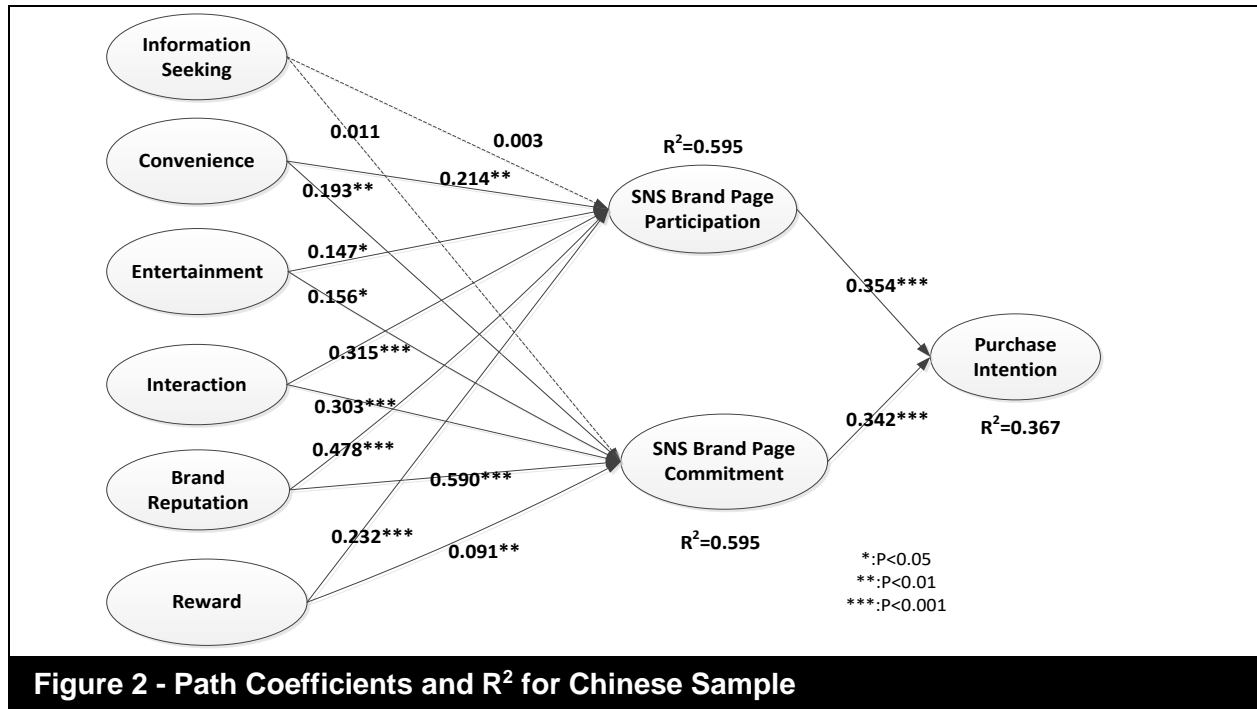 Information
Seeking
0.011
0.003
R²=0.595
Convenience
0.193**
0.214**
SNS Brand Page
Participation
0.147*
Entertainment
0.156*
0.354***
0.315***
Purchase
Intention
Interaction
0.303***
0.342***
R²=0.367
0.478***
Brand
Reputation
0.590***
SNS Brand Page
Commitment
0.232***
0.091**
R²=0.595
Reward
*:P<0.05
**:P<0.01
***:P<0.001
Figure 2 - Path Coefficients and R² for Chinese Sample